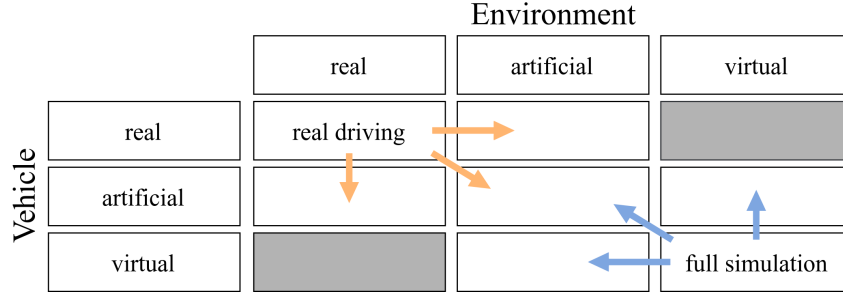 Environment
real artificial virtual
real real driving
Vehicle
artificial
virtual full simulation